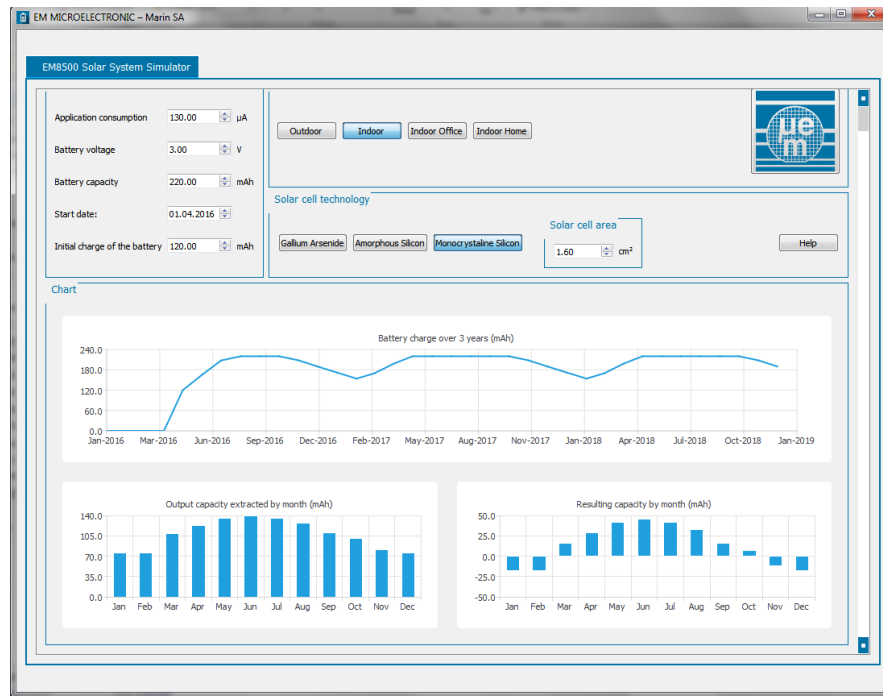 EM MICROELECTRONIC – Marin SA
EM8500 Solar System Simulator
Application consumption 130.00 µA
Battery voltage 3.00 V
Battery capacity 220.00 mAh
Start date: 01.04.2016
Initial charge of the battery 120.00 mAh
Outdoor Indoor Indoor Office Indoor Home
µe
m
Solar cell technology
Gallium Arsenide Amorphous Silicon Monocrystaline Silicon
Solar cell area
1.60 cm²
Help
Chart
Battery charge over 3 years (mAh)
240.0
180.0
120.0
60.0
0.0
Jan-2016 Mar-2016 Jun-2016 Sep-2016 Dec-2016 Feb-2017 May-2017 Aug-2017 Nov-2017 Jan-2018 Apr-2018 Jul-2018 Oct-2018 Jan-2019
Output capacity extracted by month (mAh)
140.0
105.0
70.0
35.0
0.0
Jan Feb Mar Apr May Jun Jul Aug Sep Oct Nov Dec
Resulting capacity by month (mAh)
50.0
25.0
0.0
-25.0
-50.0
Jan Feb Mar Apr May Jun Jul Aug Sep Oct Nov Dec